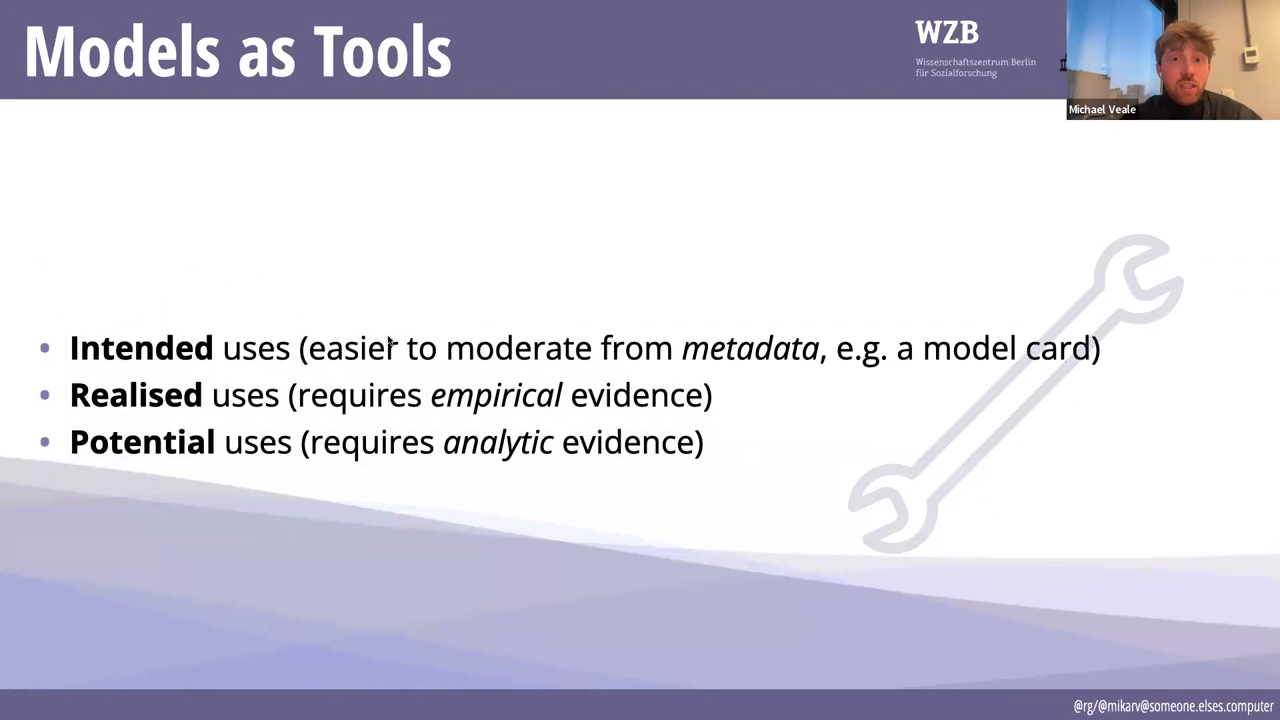 Models as Tools
WZB
Wissenschaftszentrum Berlin
für Sozialforschung
Michael Veale
• Intended uses (easier to moderate from metadata, e.g. a model card)
• Realised uses (requires empirical evidence)
• Potential uses (requires analytic evidence)
@rg/@mikarv@someone.elses.computer